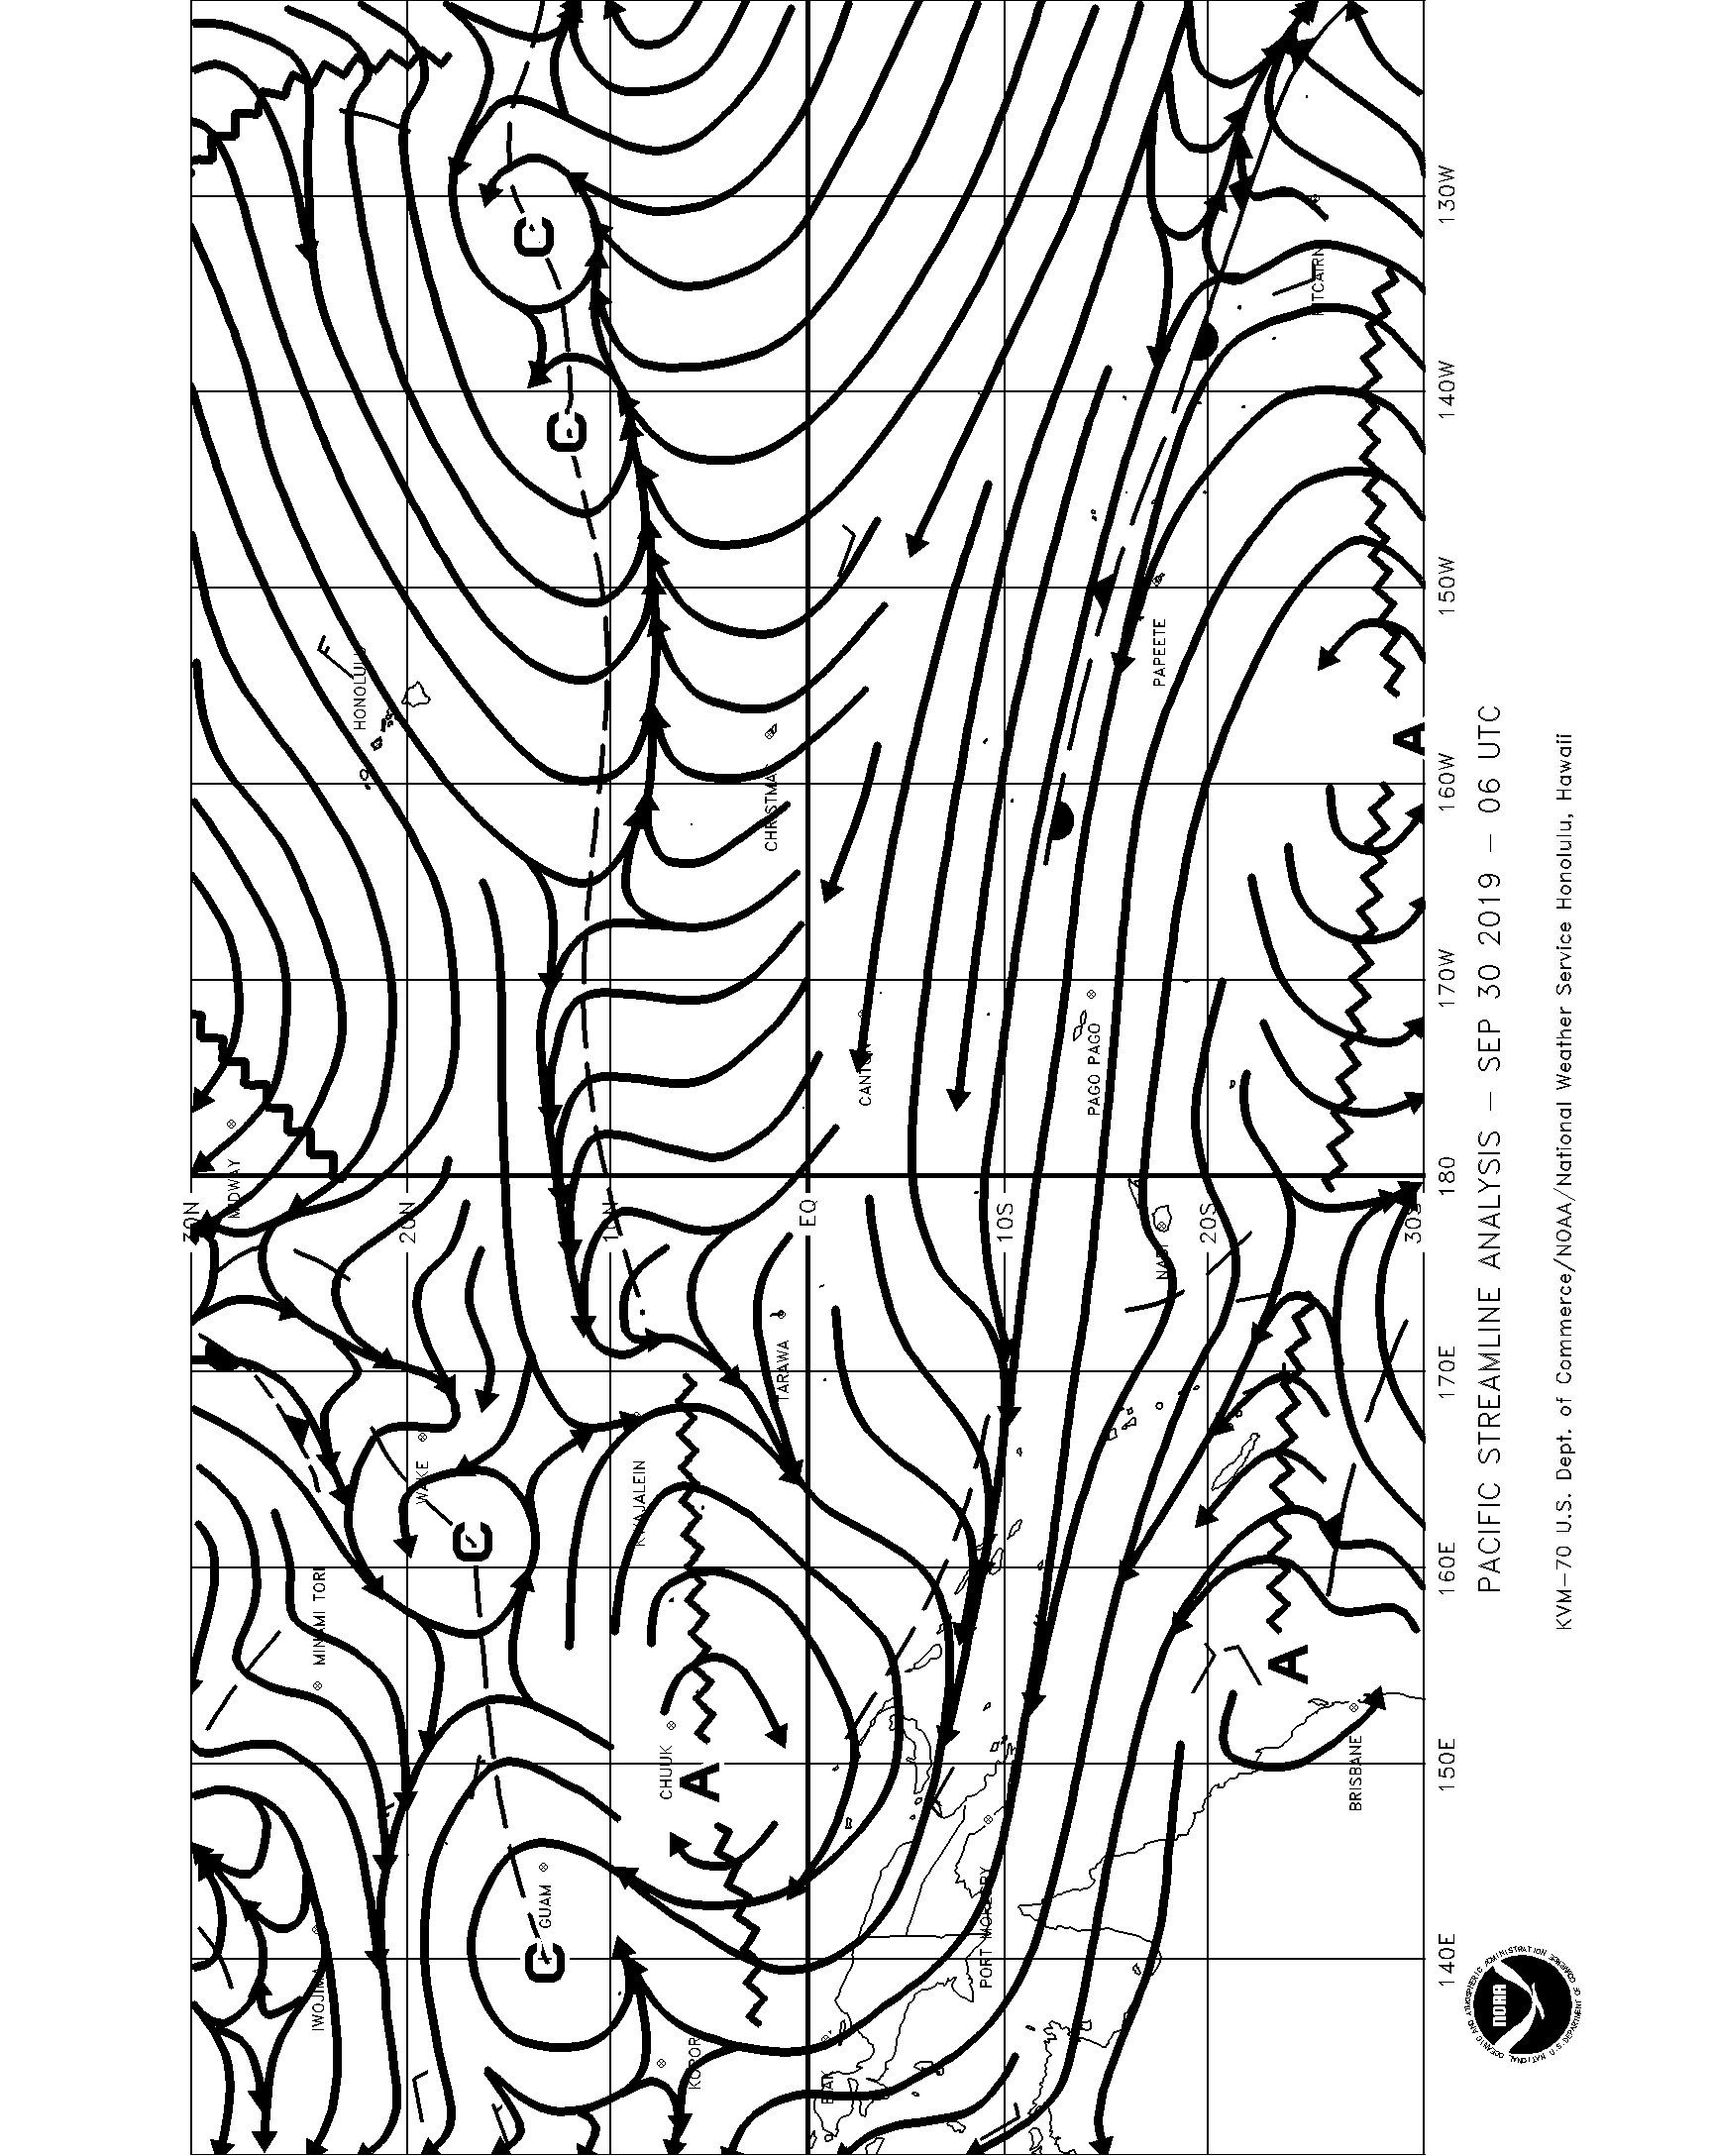 30N
20N
10N
EQ
10S
20S
30S
130W
140W
150W
160W
170W
180
170E
160E
150E
140E
C
C
HONOLULU
PITCAIRN
PAPEETE
A
CHRISTMAS
CANTON
PAGO PAGO
MIDWAY
NADI
TARAWA
WAKE
C
KWAJALEIN
MINAMI TORI
CHUUK
A
A
BRISBANE
GUAM
C
PORT MORESBY
IWOJIMA
KOROR
BIAK
PACIFIC STREAMLINE ANALYSIS - SEP 30 2019 - 06 UTC
KVM-70 U.S. Dept. of Commerce/NOAA/National Weather Service Honolulu, Hawaii
NOAA
NATIONAL OCEANIC AND ATMOSPHERIC ADMINISTRATION
U.S. DEPARTMENT OF COMMERCE